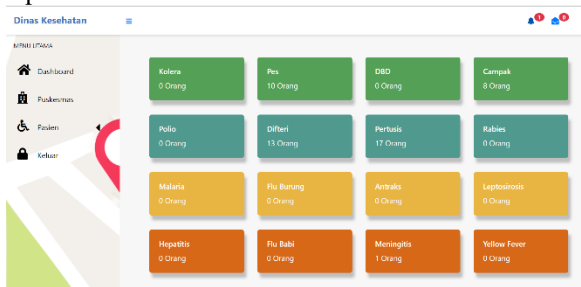 Dinas Kesehatan
0
8
MENU UTAMA
Dashboard
Puskesmas
Pasien
Keluar
Kolera
0 Orang
Pes
10 Orang
DBD
0 Orang
Campak
8 Orang
Polio
0 Orang
Difteri
13 Orang
Pertusis
17 Orang
Rabies
0 Orang
Malaria
0 Orang
Flu Burung
0 Orang
Antraks
0 Orang
Leptosirosis
0 Orang
Hepatitis
0 Orang
Flu Babi
0 Orang
Meningitis
1 Orang
Yellow Fever
0 Orang